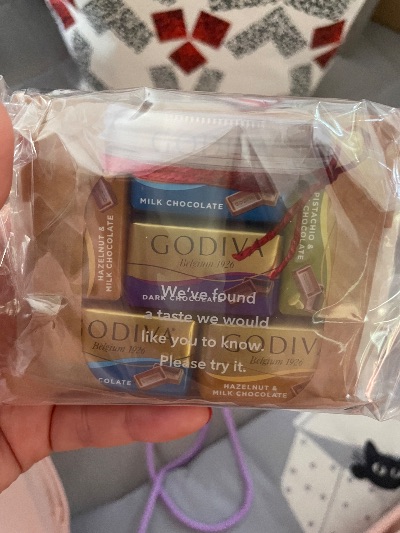 MILK CHOCOLATE
HAZELNUT &
MILK CHOCOLATE
PISTACHIO &
CHOCOLATE
GODIVA
Belgium 1926
DARK CHOCOLATE
We've found
a taste we would
like you to know.
Please try it.
ODIVA
Belgium 1926
COLATE
GODIV
Belgium 1926
HAZELNUT &
MILK CHOCOLATE